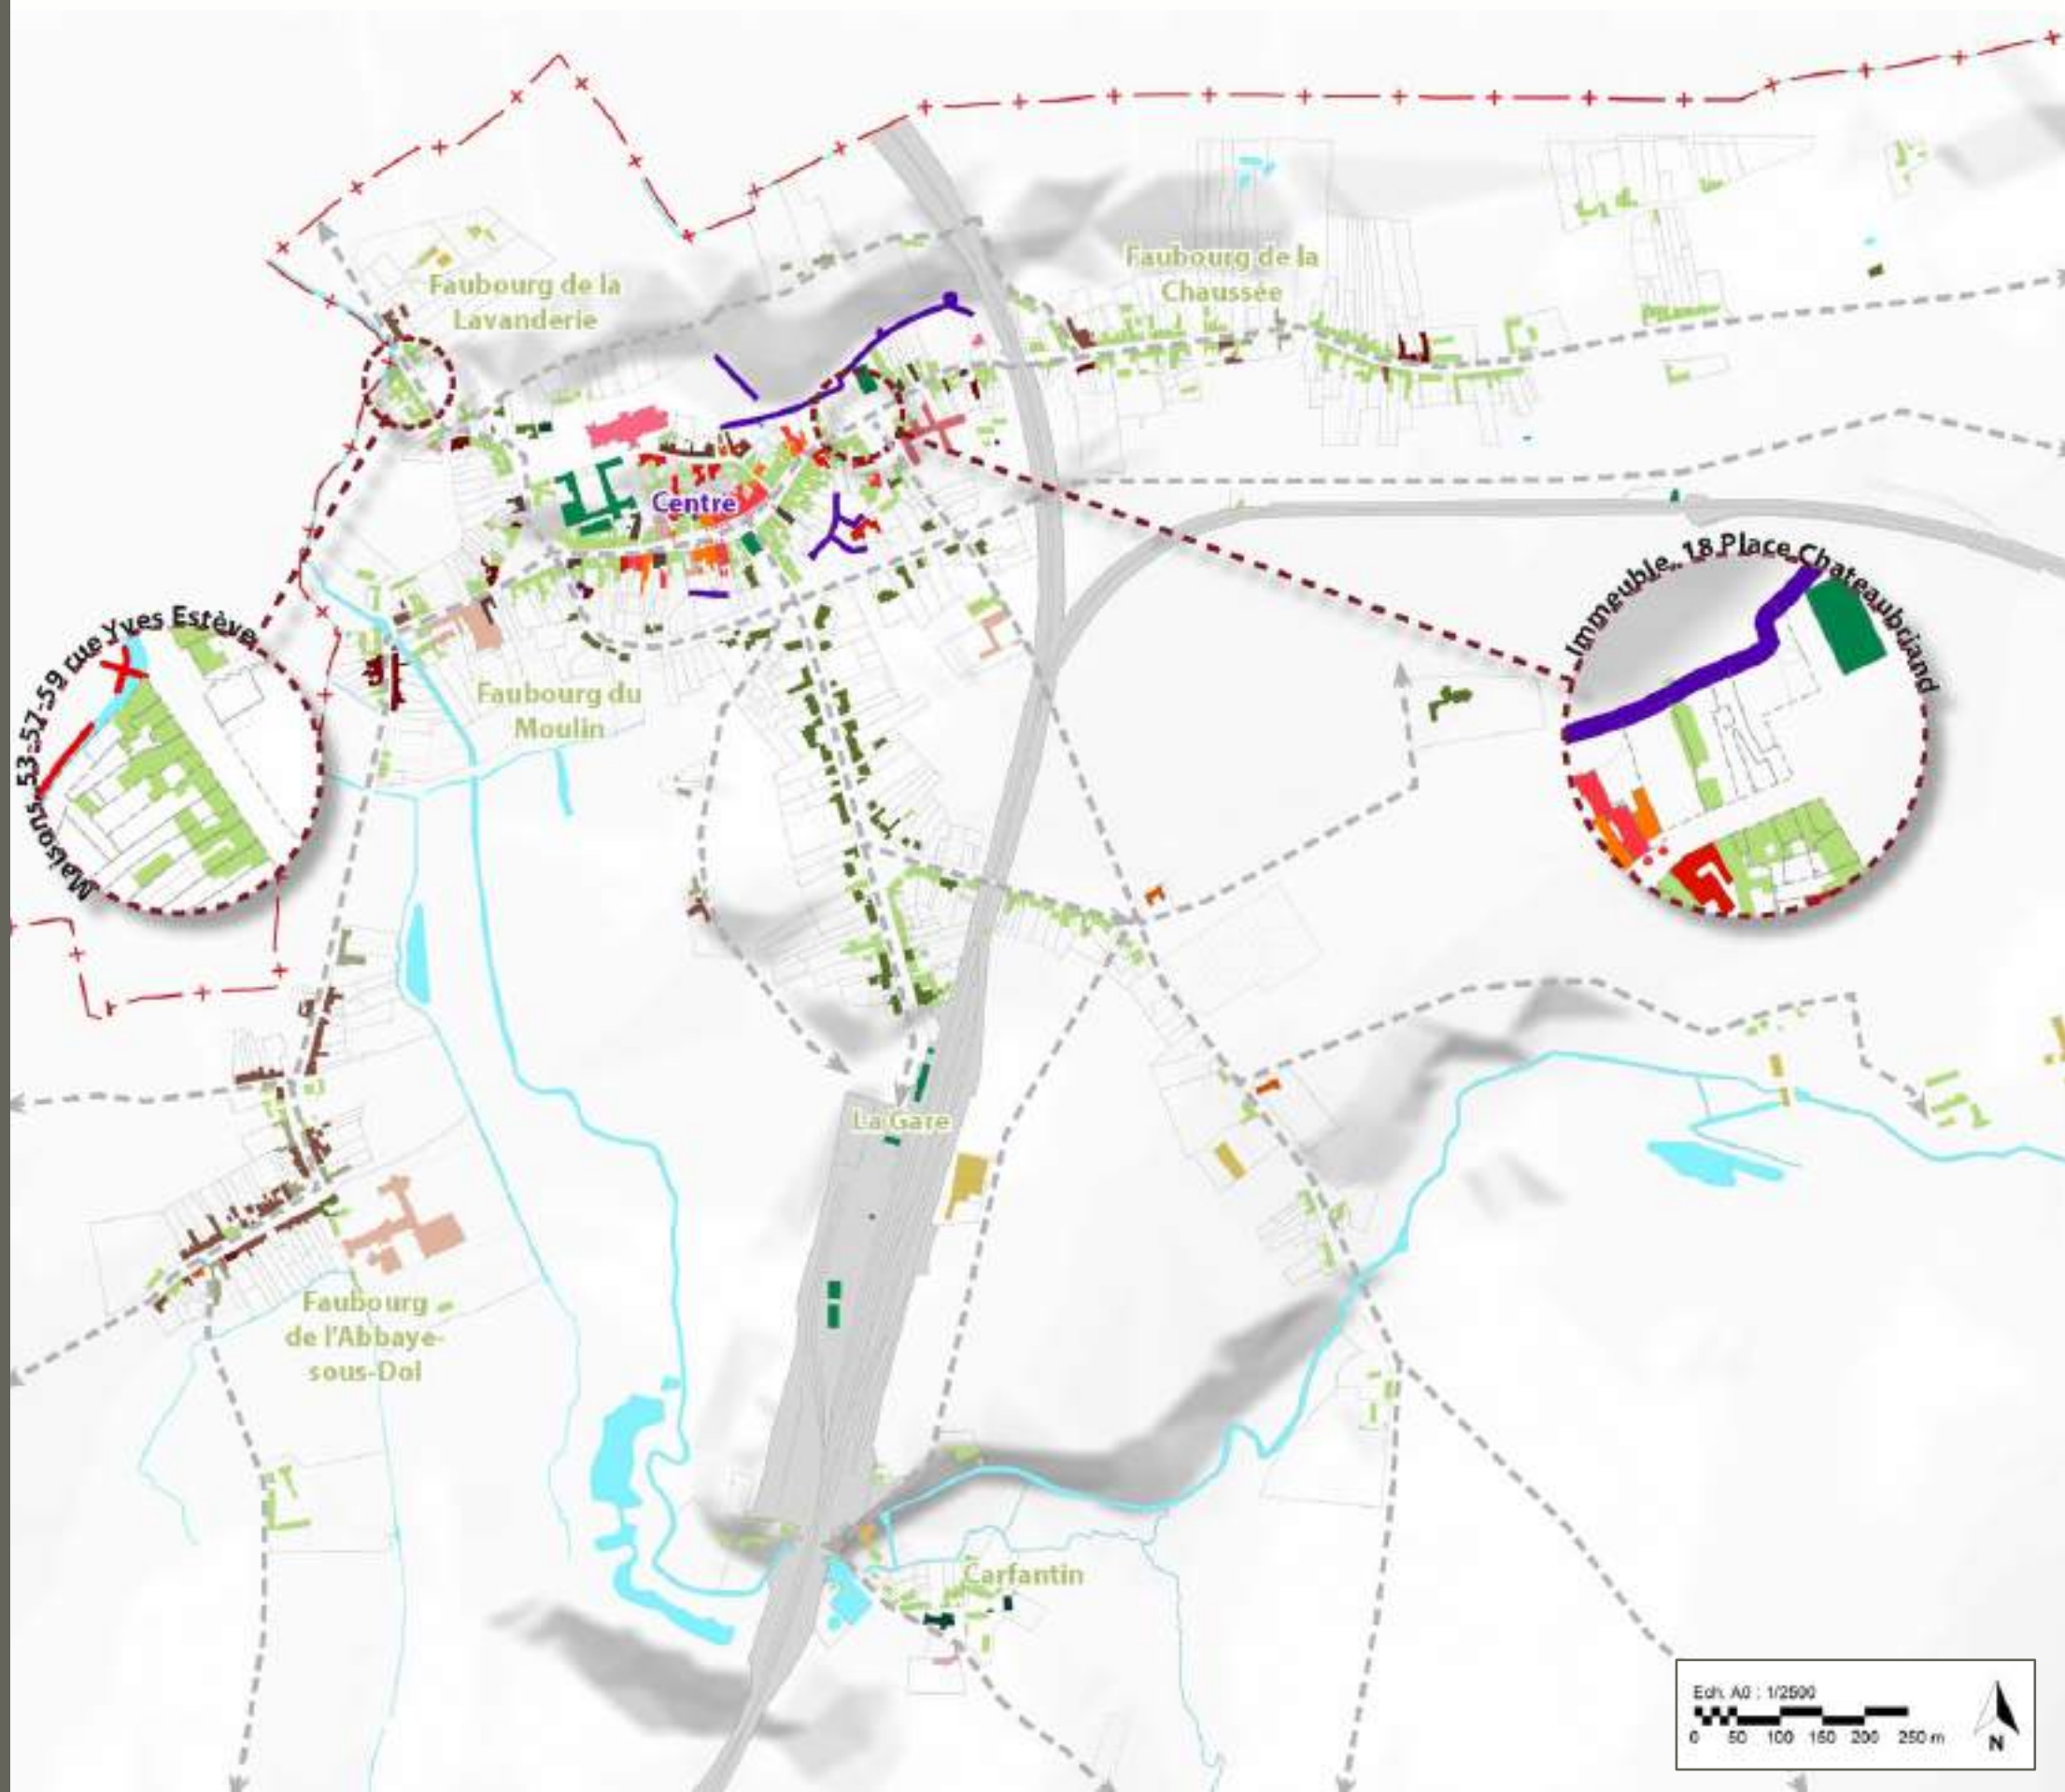 Faubourg de la
Lavanderie
Faubourg de la
Chaussée
Centre
Immeuble, 18 Place Chateaubriand
Maisons, 53-57-59 rue Yves Estève
Faubourg du
Moulin
La Gare
Faubourg
de l'Abbaye-
sous-Dol
Carfantin
Ech. A0 : 1/2500
0 50 100 150 200 250 m
N